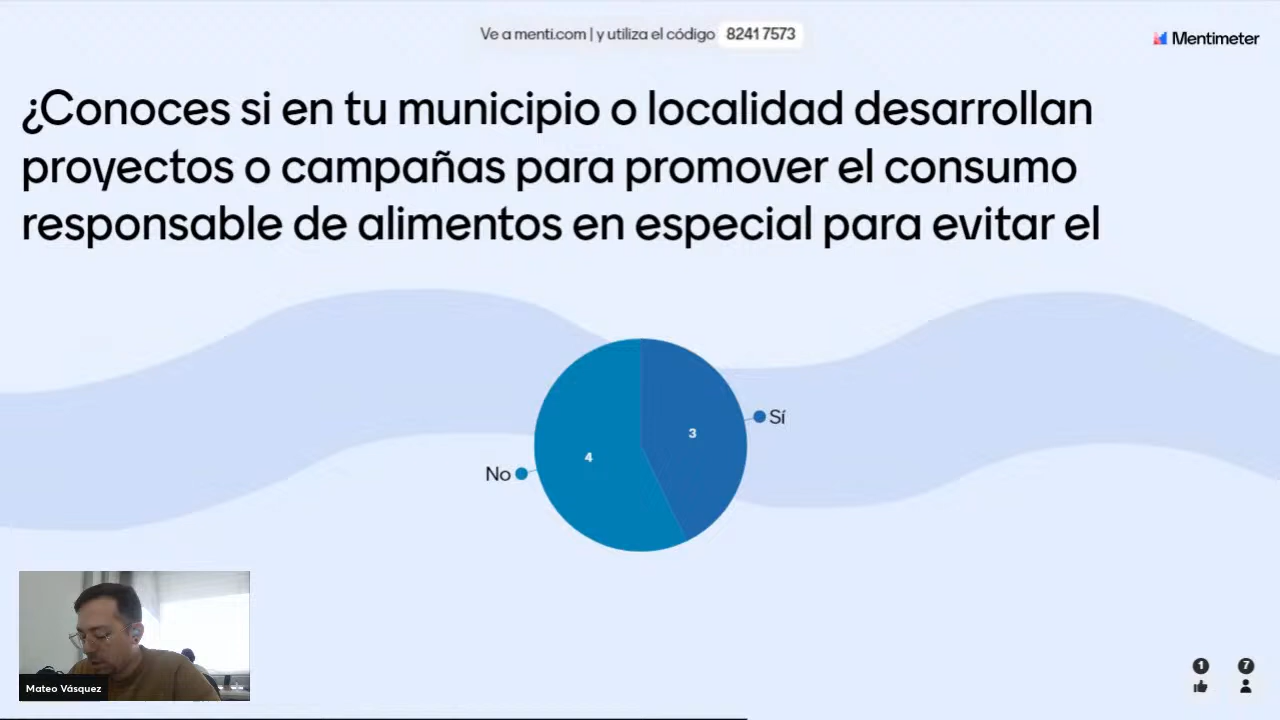 Ve a menti.com | y utiliza el código 8241 7573
Mentimeter
¿Conoces si en tu municipio o localidad desarrollan
proyectos o campañas para promover el consumo
responsable de alimentos en especial para evitar el
Sí
3
4
No
Mateo Vásquez
1
7